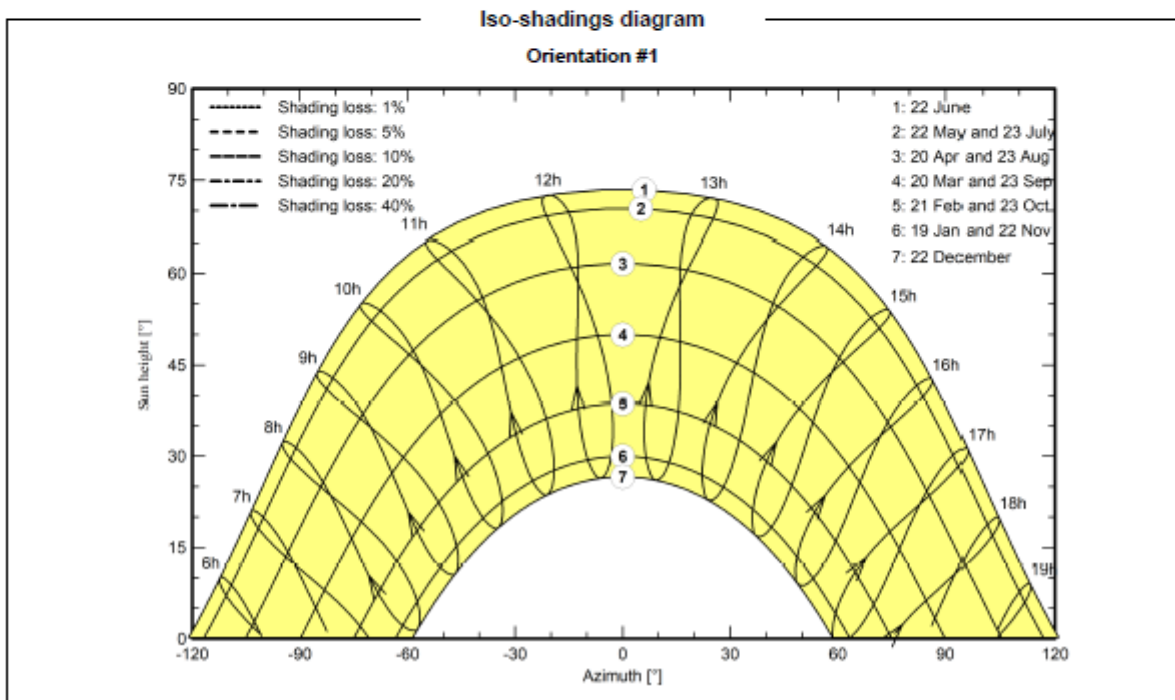 Iso-shadings diagram
Orientation #1
90
75
60
45
30
15
0
Sun height [°]
Shading loss: 1%
Shading loss: 5%
Shading loss: 10%
Shading loss: 20%
Shading loss: 40%
1: 22 June
2: 22 May and 23 July
3: 20 Apr and 23 Aug
4: 20 Mar and 23 Sep
5: 21 Feb and 23 Oct
6: 19 Jan and 22 Nov
7: 22 December
6h
7h
8h
9h
10h
11h
12h
13h
14h
15h
16h
17h
18h
19h
1
2
3
4
5
6
7
-120 -90 -60 -30 0 30 60 90 120
Azimuth [°]